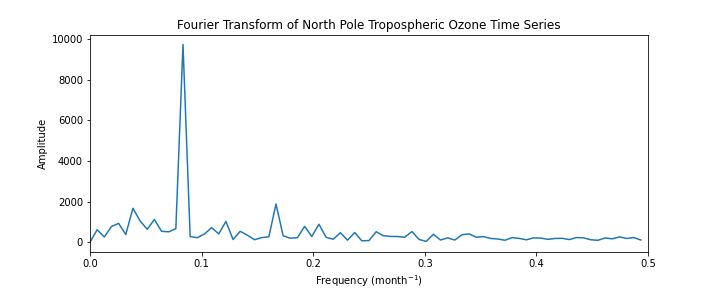 Fourier Transform of North Pole Tropospheric Ozone Time Series
10000
8000
6000
4000
2000
0
Amplitude
0.0 0.1 0.2 0.3 0.4 0.5
Frequency (month⁻¹)